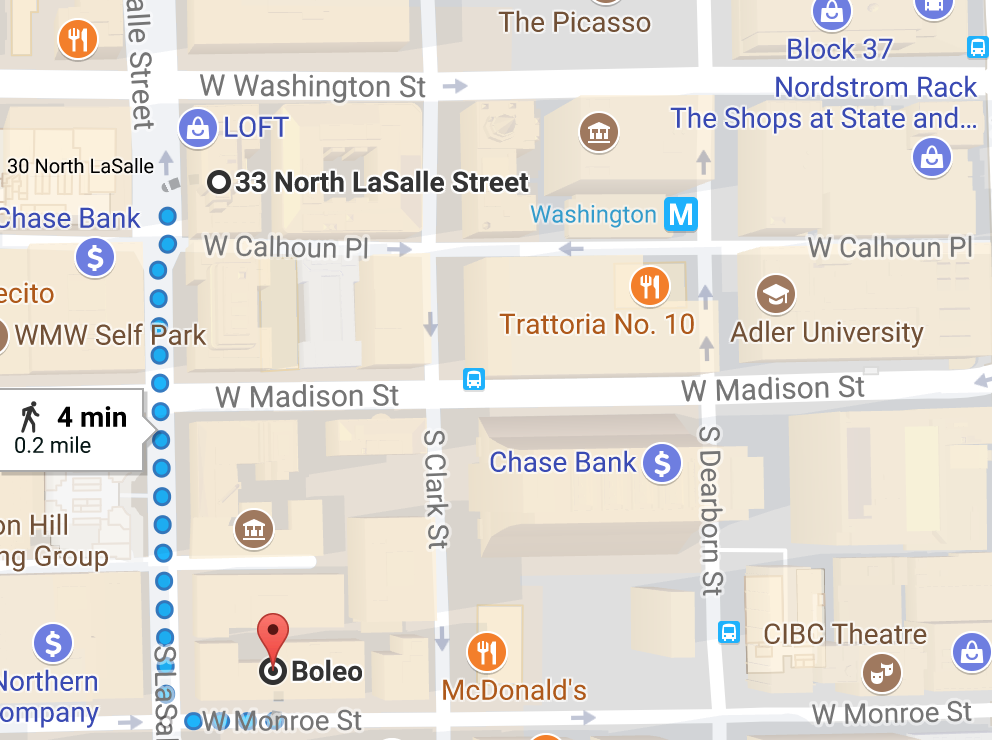 The Picasso
Block 37
alle Street
W Washington St
Nordstrom Rack
The Shops at State and...
LOFT
30 North LaSalle
33 North LaSalle Street
Chase Bank
Washington M
W Calhoun Pl
W Calhoun Pl
ecito
Trattoria No. 10
Adler University
WMW Self Park
W Madison St
W Madison St
4 min
0.2 mile
S Clark St
Chase Bank
S Dearborn St
on Hill
ng Group
CIBC Theatre
Boleo
Northern
ompany
McDonald's
S LaSal
W Monroe St
W Monroe St